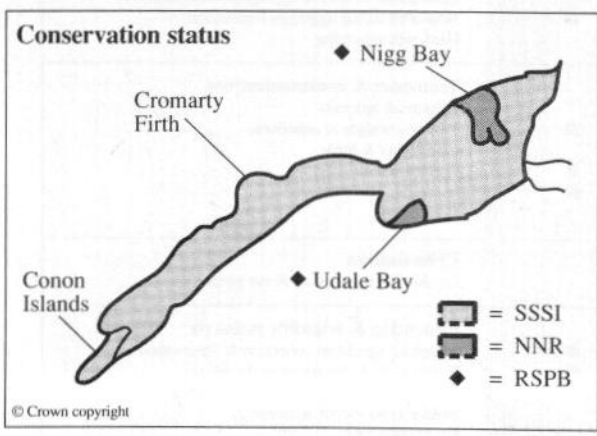 Conservation status
◆ Nigg Bay
Cromarty
Firth
Conon
Islands
◆ Udale Bay
= SSSI
= NNR
◆ = RSPB
© Crown copyright